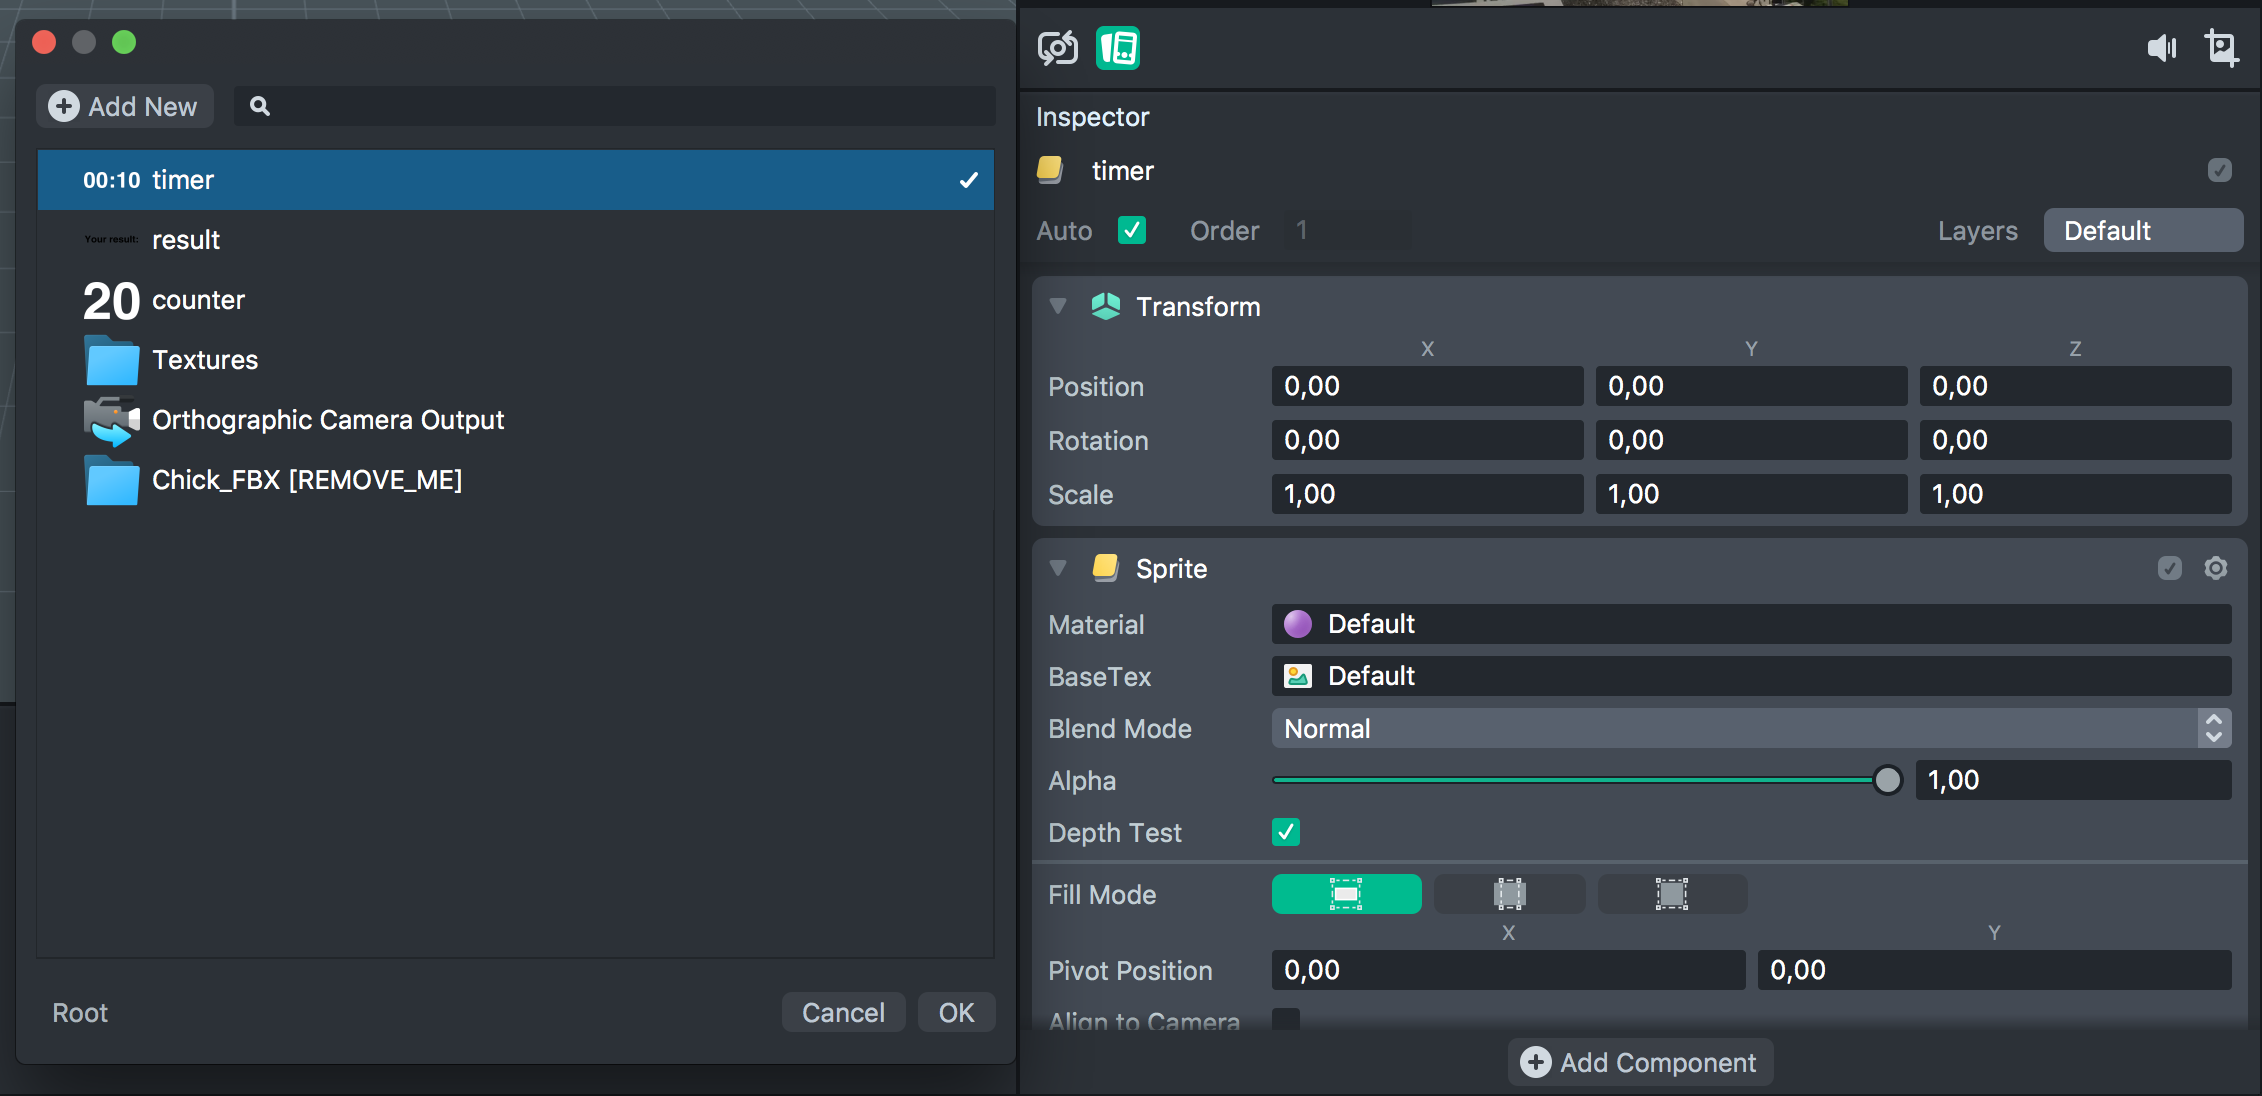 Add New
00:10 timer
Your result: result
20 counter
Textures
Orthographic Camera Output
Chick_FBX [REMOVE_ME]
Root
Cancel
OK
Inspector
timer
Auto
Order 1
Layers Default
Transform
X Y Z
Position 0,00 0,00 0,00
Rotation 0,00 0,00 0,00
Scale 1,00 1,00 1,00
Sprite
Material Default
BaseTex Default
Blend Mode Normal
Alpha 1,00
Depth Test
Fill Mode
X Y
Pivot Position 0,00 0,00
Align to Camera
Add Component